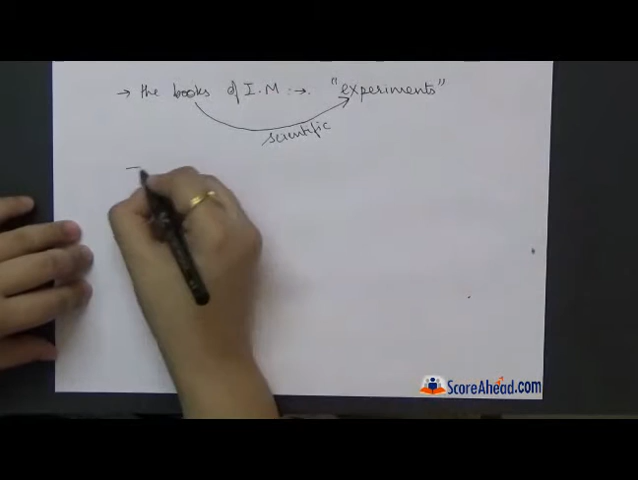 → the books of I.M :→. "experiments"
scientific
ScoreAhead.com